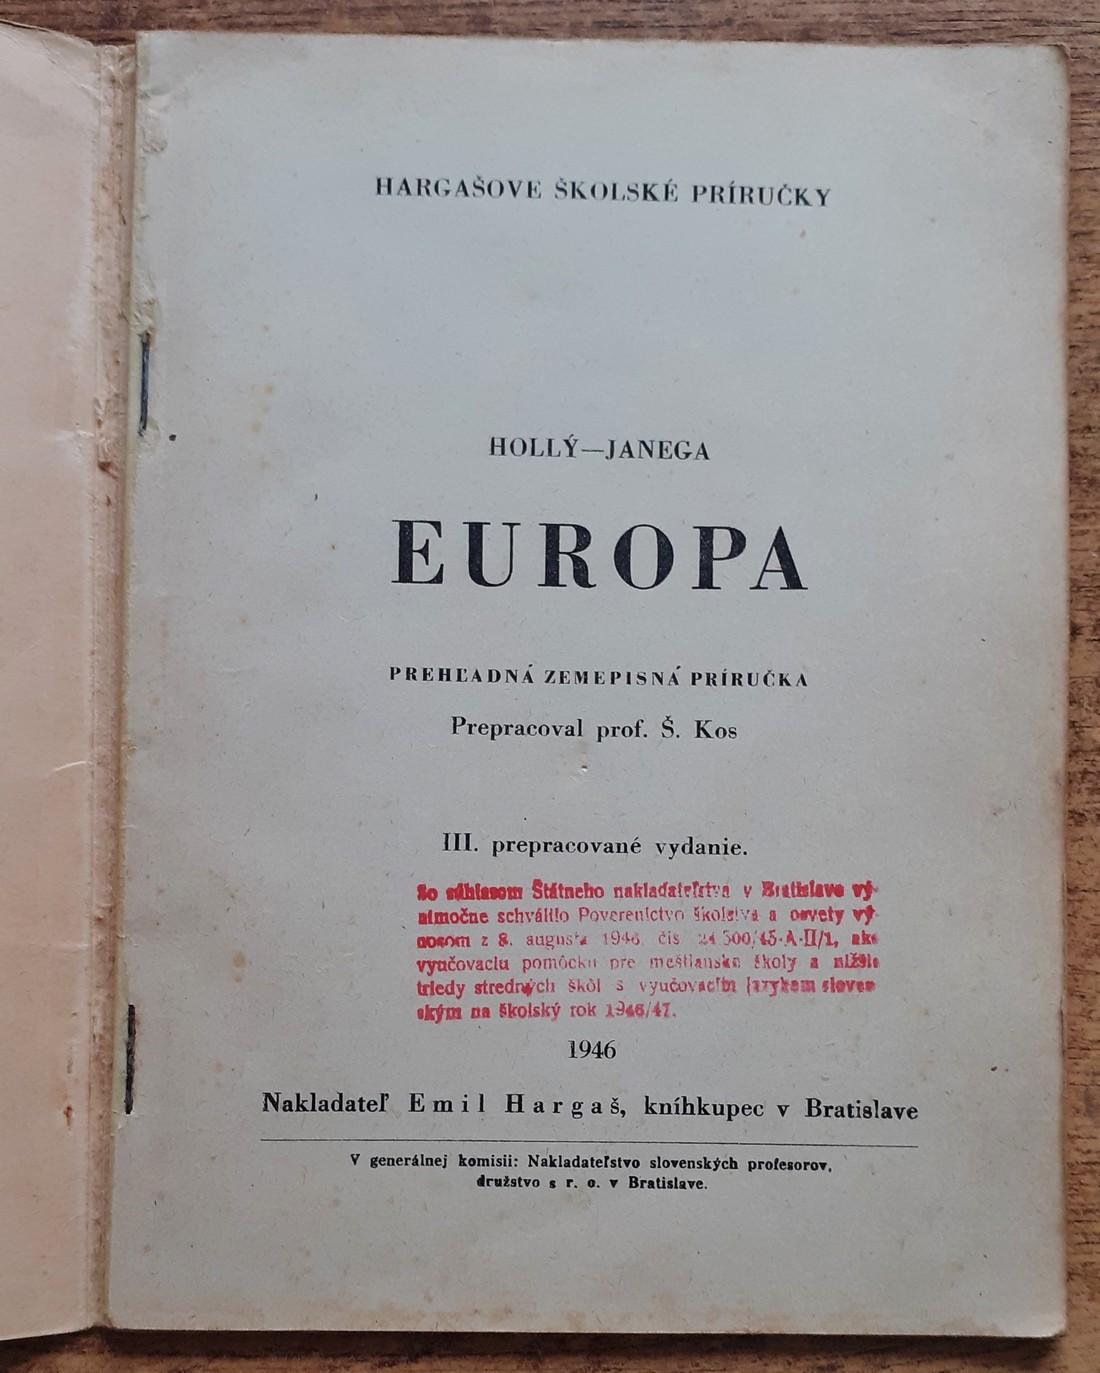 HARGAŠOVE ŠKOLSKÉ PRÍRUČKY
HOLLÝ—JANEGA
EUROPA
PREHĽADNÁ ZEMEPISNÁ PRÍRUČKA
Prepracoval prof. Š. Kos
III. prepracované vydanie.
So súhlasom Štátneho nakladateľstva v Bratislave vý-
nimočne schválilo Povereníctvo školstva a osvety vý-
nosom z 8. augusta 1946, čís 24 500/45-A-II/1, ako
vyučovaciu pomôcku pre meštianske školy a nižšie
triedy stredných škôl s vyučovacím jazykom sloven
ským na školský rok 1946/47.
1946
Nakladateľ Emil Hargaš, kníhkupec v Bratislave
V generálnej komisii: Nakladateľstvo slovenských profesorov,
družstvo s r. o. v Bratislave.